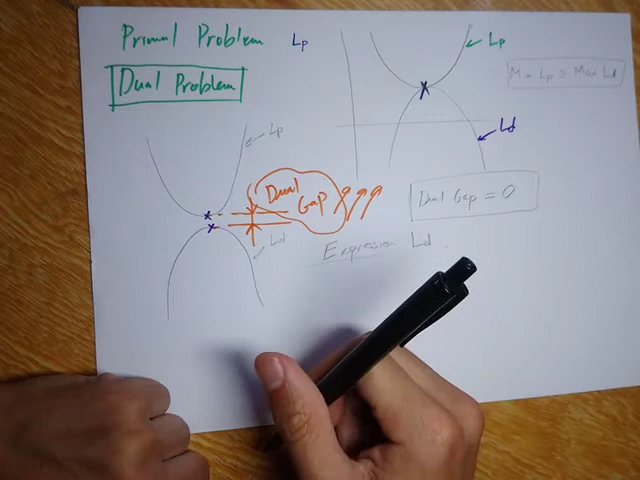 Primal Problem Lp
Dual Problem
Lp
Min Lp ≡ Max Ld
Ld
Lp
Dual
Gap
Dual Gap = 0
Ld
Expression Ld.